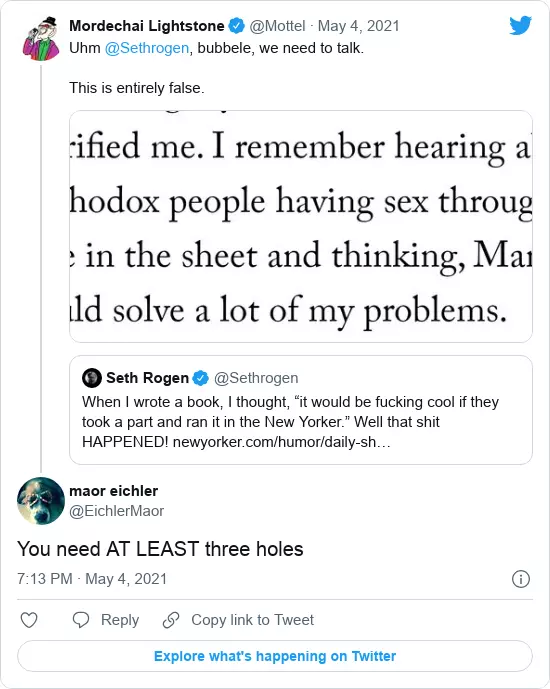 Mordechai Lightstone @Mottel · May 4, 2021
Uhm @Sethrogen, bubbele, we need to talk.
This is entirely false.
rified me. I remember hearing a
hodox people having sex throug
e in the sheet and thinking, Mar
ld solve a lot of my problems.
Seth Rogen @Sethrogen
When I wrote a book, I thought, “it would be fucking cool if they
took a part and ran it in the New Yorker.” Well that shit
HAPPENED! newyorker.com/humor/daily-sh…
maor eichler
@EichlerMaor
You need AT LEAST three holes
7:13 PM · May 4, 2021
Reply Copy link to Tweet
Explore what's happening on Twitter